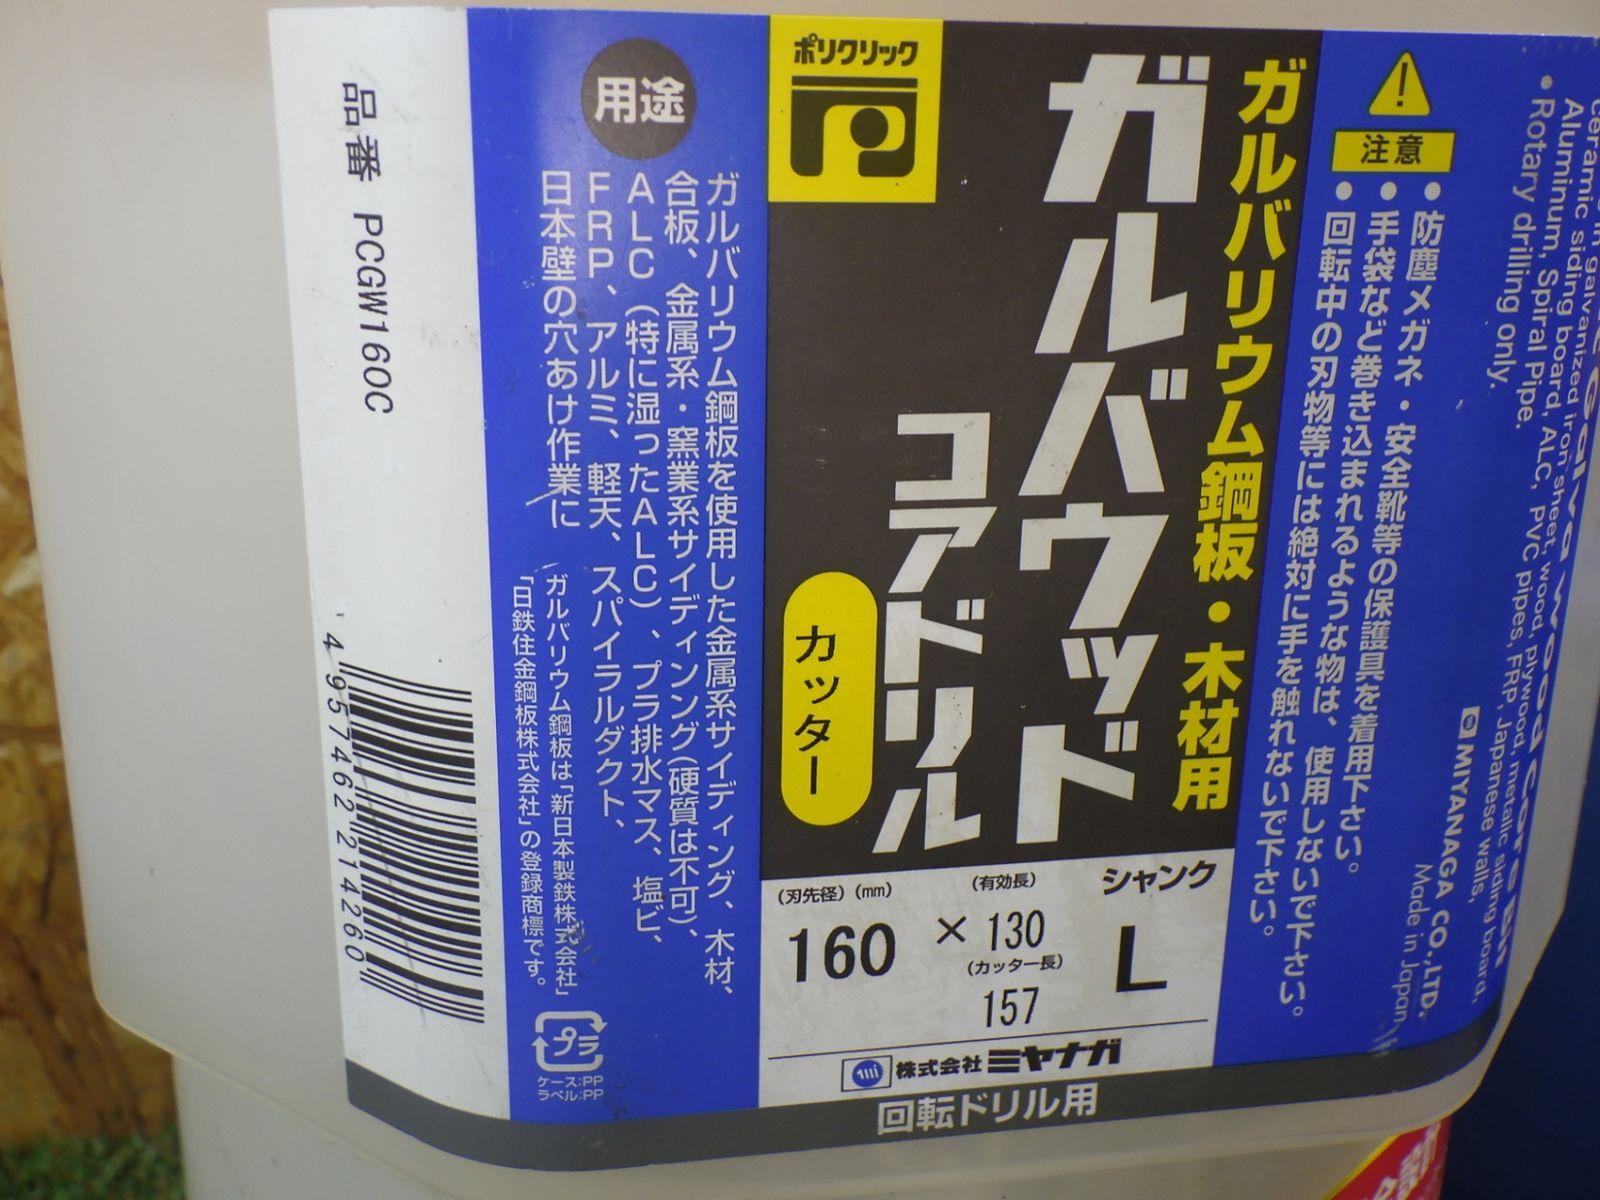 品番 PCGW160C
4 957462 214260
用途
ガルバリウム鋼板を使用した金属系サイディング、木材、
合板、金属系・窯業系サイディング(硬質は不可)、
ALC(特に湿ったALC)、プラ排水マス、塩ビ、
FRP、アルミ、軽天、スパイラルダクト、
日本壁の穴あけ作業に
ガルバリウム鋼板は「新日本製鉄株式会社」
「日鉄住金鋼板株式会社」の登録商標です。
プラ
ケース:PP
ラベル:PP
ポリクリック
ガルバリウム鋼板・木材用
ガルバウッド
コアドリル
カッター
(刃先径)(mm)
160
×
(有効長)
130
(カッター長)
157
シャンク
L
株式会社 ミヤナガ
回転ドリル用
注意
● 防塵メガネ・安全靴等の保護具を着用下さい。
● 手袋など巻き込まれるような物は、使用しないで下さい。
● 回転中の刃物等には絶対に手を触れないで下さい。
Galva Wood Core Bit
galvanized iron sheet, wood, plywood, metalic siding board,
ceramic siding board, ALC, PVC pipes, FRP, Japanese walls,
Aluminum, Spiral Pipe.
● Rotary drilling only.
MIYANAGA CO.,LTD.
Made in Japan